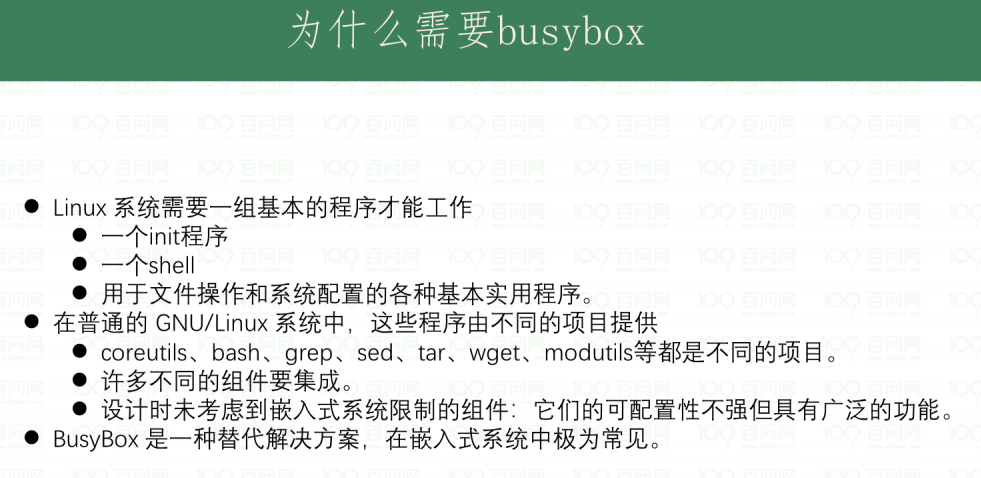 为什么需要busybox
● Linux 系统需要一组基本的程序才能工作
● 一个init程序
● 一个shell
● 用于文件操作和系统配置的各种基本实用程序。
● 在普通的 GNU/Linux 系统中，这些程序由不同的项目提供
● coreutils、bash、grep、sed、tar、wget、modutils等都是不同的项目。
● 许多不同的组件要集成。
● 设计时未考虑到嵌入式系统限制的组件：它们的可配置性不强但具有广泛的功能。
● BusyBox 是一种替代解决方案，在嵌入式系统中极为常见。